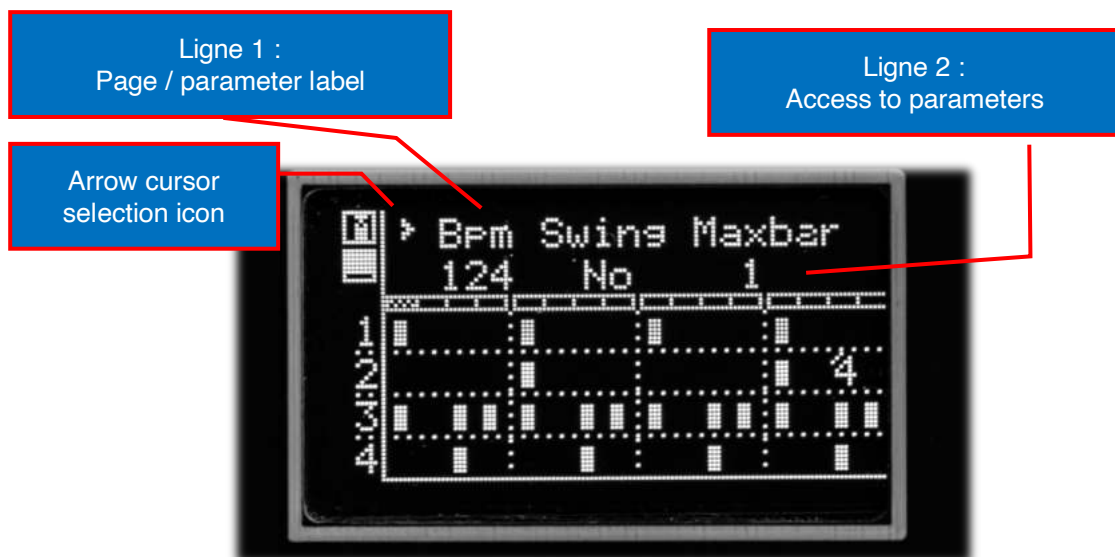 Ligne 1 :
Page / parameter label
Ligne 2 :
Access to parameters
Arrow cursor
selection icon
M
Bpm Swing Maxbar
124 No 1
1
2
4
3
4